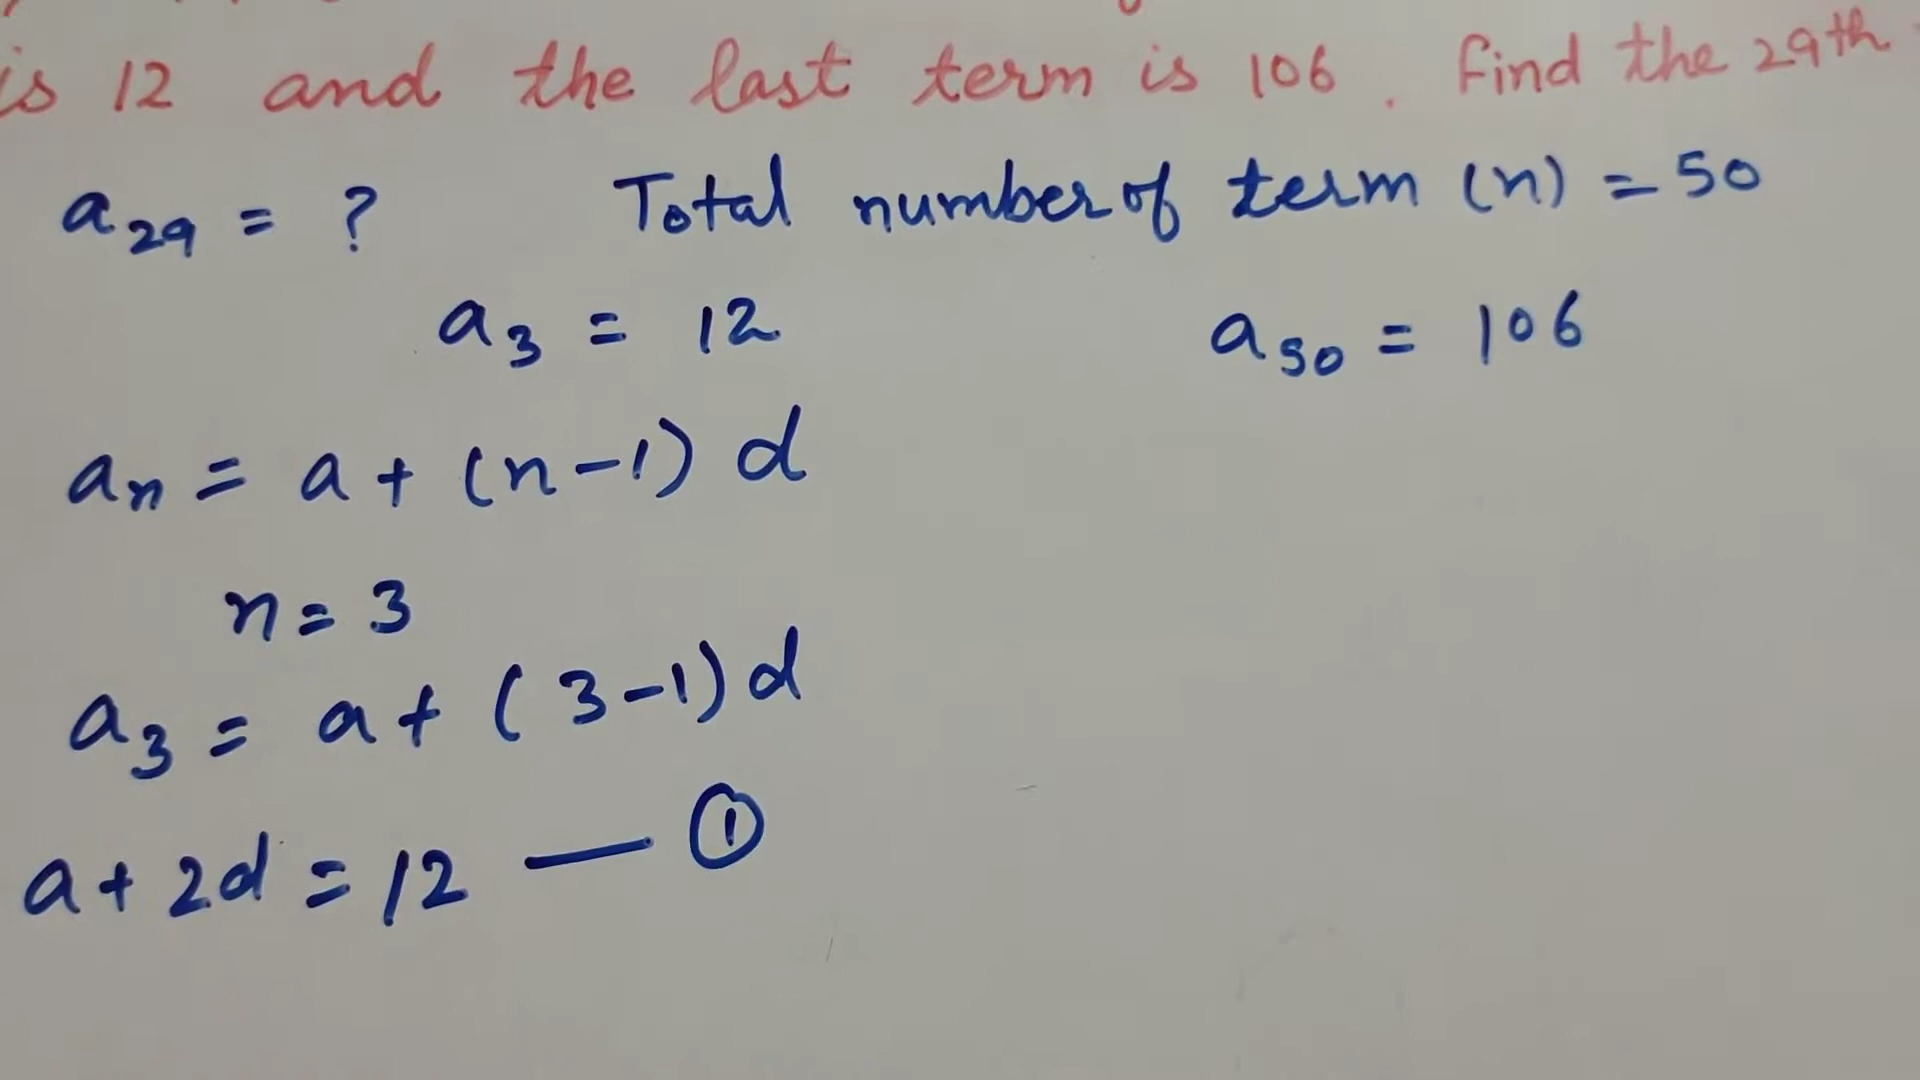 is 12 and the last term is 106. Find the 29th
a29 = ? Total number of term (n) = 50
a3 = 12 a50 = 106
an = a + (n-1) d
n = 3
a3 = a + (3-1) d
a + 2d = 12 — ①